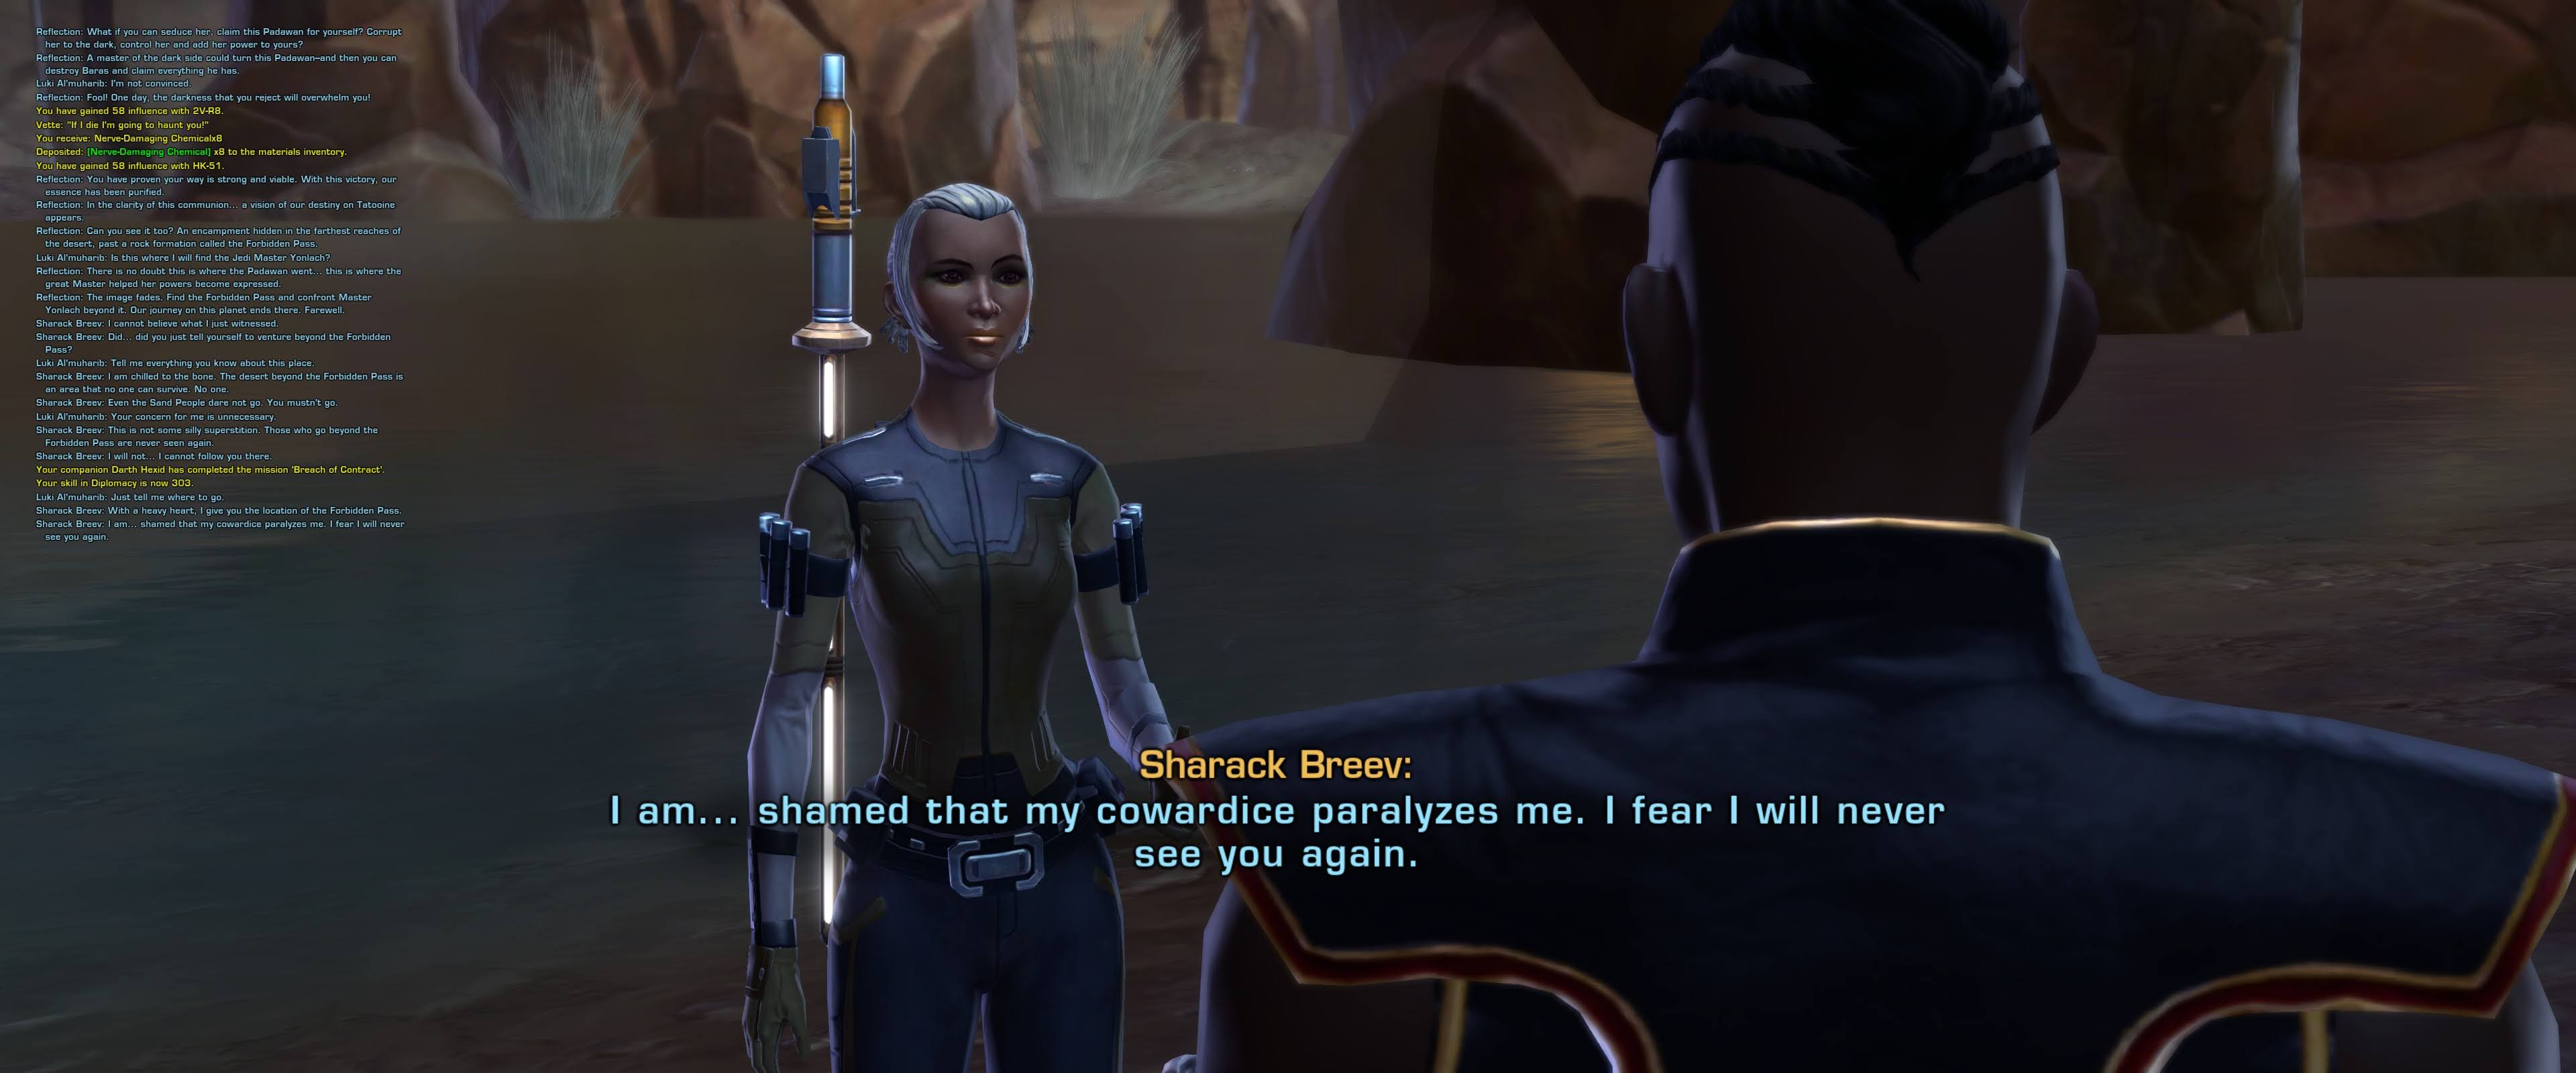 Reflection: What if you can seduce her, claim this Padawan for yourself? Corrupt
her to the dark, control her and add her power to yours?
Reflection: A master of the dark side could turn this Padawan—and then you can
destroy Baras and claim everything he has.
Luki Al'muharib: I'm not convinced.
Reflection: Fool! One day, the darkness that you reject will overwhelm you!
You have gained 58 influence with 2V-R8.
Vette: "If I die I'm going to haunt you!"
You receive: Nerve-Damaging Chemicalx8
Deposited: [Nerve-Damaging Chemical] x8 to the materials inventory.
You have gained 58 influence with HK-51.
Reflection: You have proven your way is strong and viable. With this victory, our
essence has been purified.
Reflection: In the clarity of this communion... a vision of our destiny on Tatooine
appears.
Reflection: Can you see it too? An encampment hidden in the farthest reaches of
the desert, past a rock formation called the Forbidden Pass.
Luki Al'muharib: Is this where I will find the Jedi Master Yonlach?
Reflection: There is no doubt this is where the Padawan went... this is where the
great Master helped her powers become expressed.
Reflection: The image fades. Find the Forbidden Pass and confront Master
Yonlach beyond it. Our journey on this planet ends there. Farewell.
Sharack Breev: I cannot believe what I just witnessed.
Sharack Breev: Did... did you just tell yourself to venture beyond the Forbidden
Pass?
Luki Al'muharib: Tell me everything you know about this place.
Sharack Breev: I am chilled to the bone. The desert beyond the Forbidden Pass is
an area that no one can survive. No one.
Sharack Breev: Even the Sand People dare not go. You mustn't go.
Luki Al'muharib: Your concern for me is unnecessary.
Sharack Breev: This is not some silly superstition. Those who go beyond the
Forbidden Pass are never seen again.
Sharack Breev: I will not... I cannot follow you there.
Your companion Darth Hexid has completed the mission 'Breach of Contract'.
Your skill in Diplomacy is now 303.
Luki Al'muharib: Just tell me where to go.
Sharack Breev: With a heavy heart, I give you the location of the Forbidden Pass.
Sharack Breev: I am... shamed that my cowardice paralyzes me. I fear I will never
see you again.
Sharack Breev:
I am... shamed that my cowardice paralyzes me. I fear I will never
see you again.